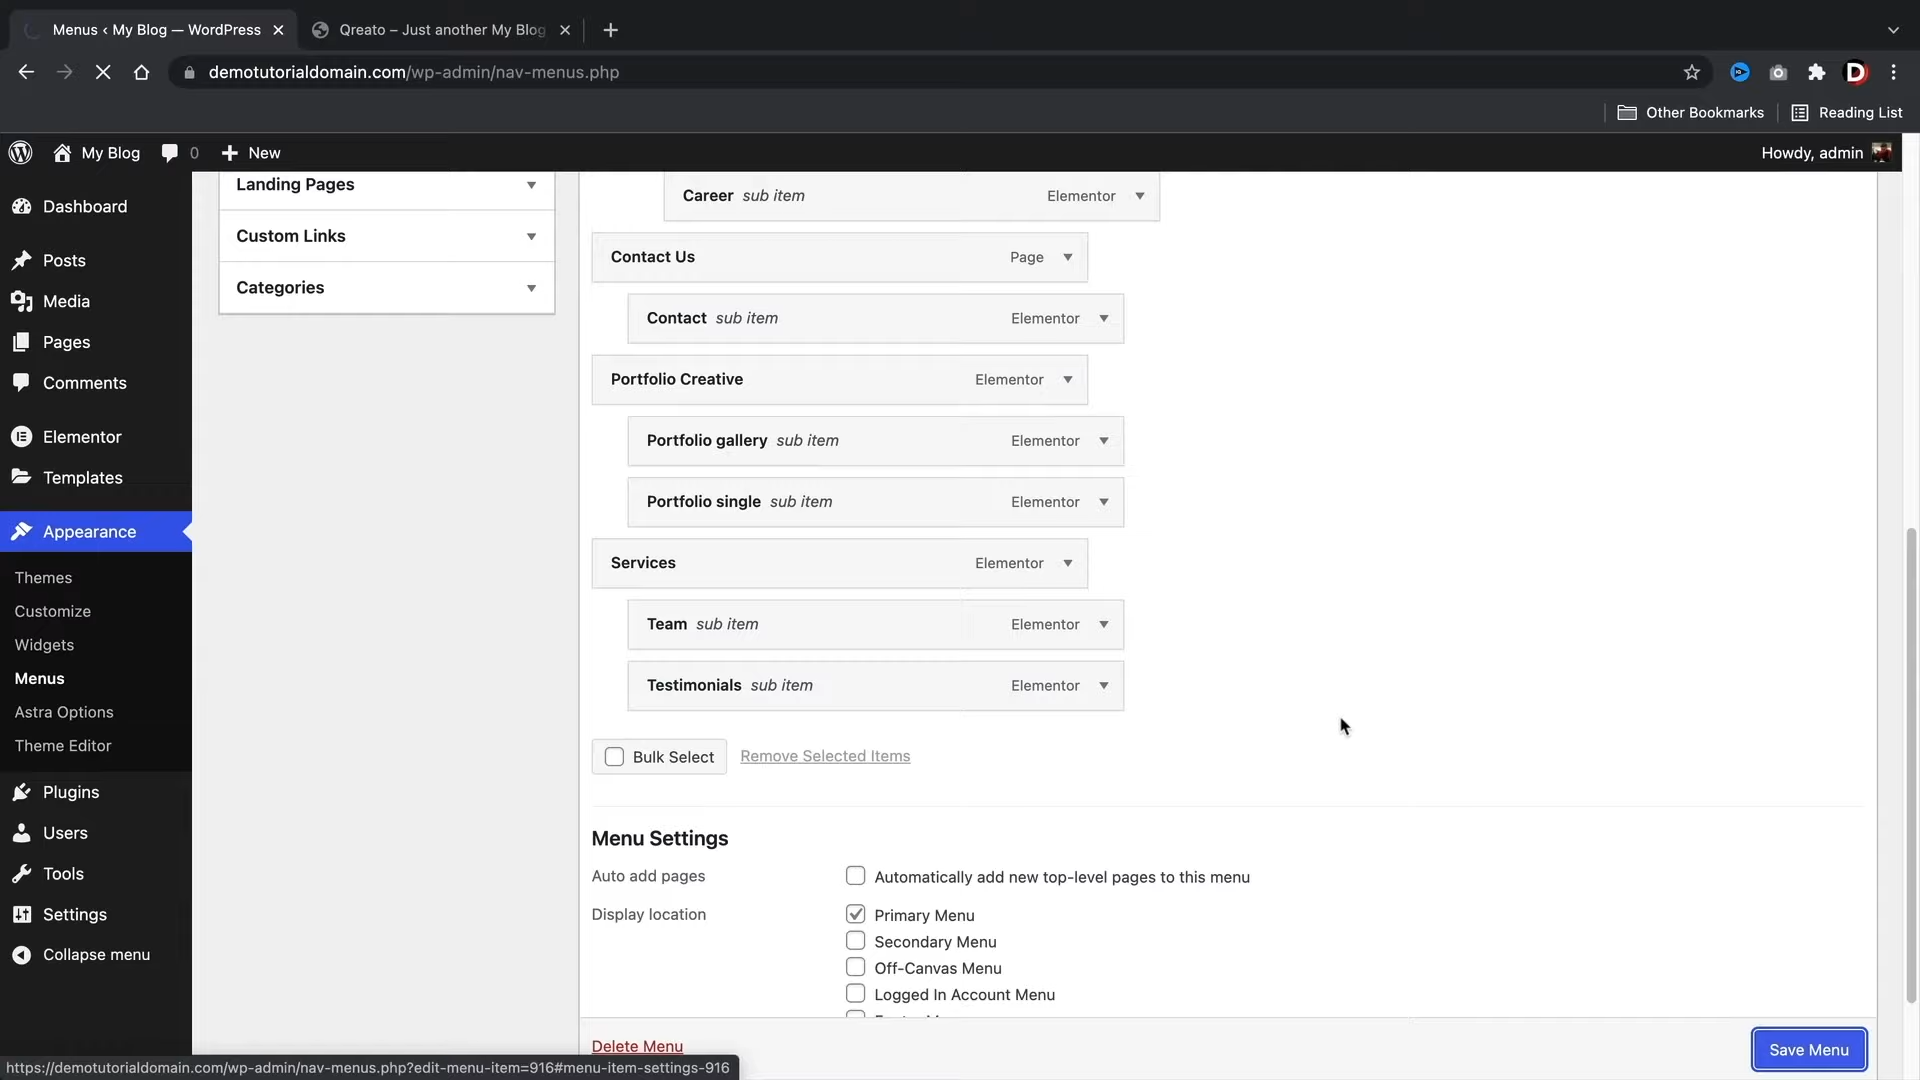 Menus ‹ My Blog — WordPress
Qreato – Just another My Blog
demotutorialdomain.com/wp-admin/nav-menus.php
Other Bookmarks
Reading List
My Blog
0
New
Howdy, admin
Dashboard
Posts
Media
Pages
Comments
Elementor
Templates
Appearance
Themes
Customize
Widgets
Menus
Astra Options
Theme Editor
Plugins
Users
Tools
Settings
Collapse menu
Landing Pages
Custom Links
Categories
Career sub item Elementor
Contact Us Page
Contact sub item Elementor
Portfolio Creative Elementor
Portfolio gallery sub item Elementor
Portfolio single sub item Elementor
Services Elementor
Team sub item Elementor
Testimonials sub item Elementor
Bulk Select Remove Selected Items
Menu Settings
Auto add pages Automatically add new top-level pages to this menu
Display location Primary Menu
Secondary Menu
Off-Canvas Menu
Logged In Account Menu
Delete Menu
Save Menu
https://demotutorialdomain.com/wp-admin/nav-menus.php?edit-menu-item=916#menu-item-settings-916